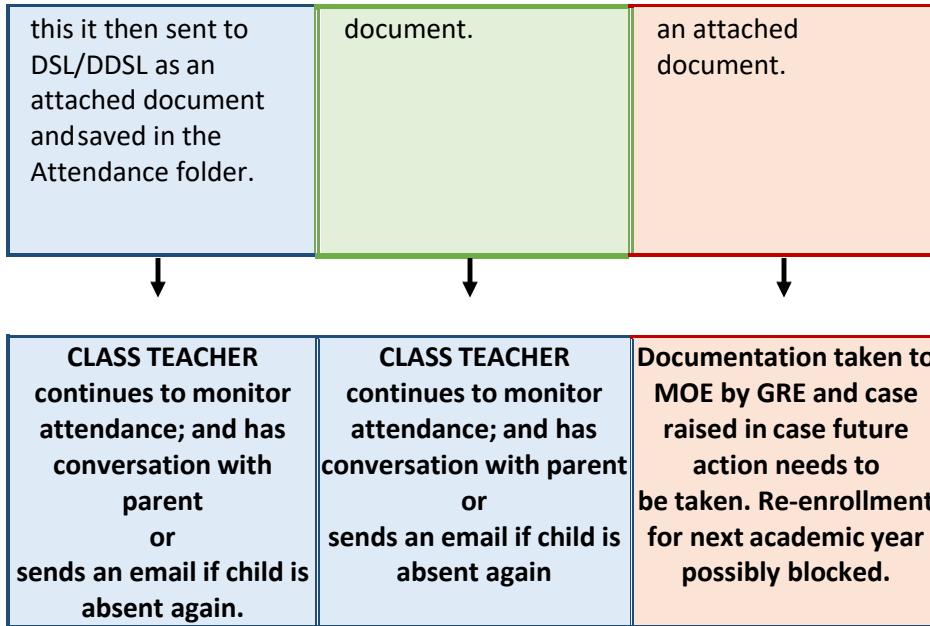 this it then sent to
DSL/DDSL as an
attached document
and saved in the
Attendance folder.
document.
an attached
document.
CLASS TEACHER
continues to monitor
attendance; and has
conversation with
parent
or
sends an email if child is
absent again.
CLASS TEACHER
continues to monitor
attendance; and has
conversation with parent
or
sends an email if child is
absent again
Documentation taken to
MOE by GRE and case
raised in case future
action needs to
be taken. Re-enrollment
for next academic year
possibly blocked.